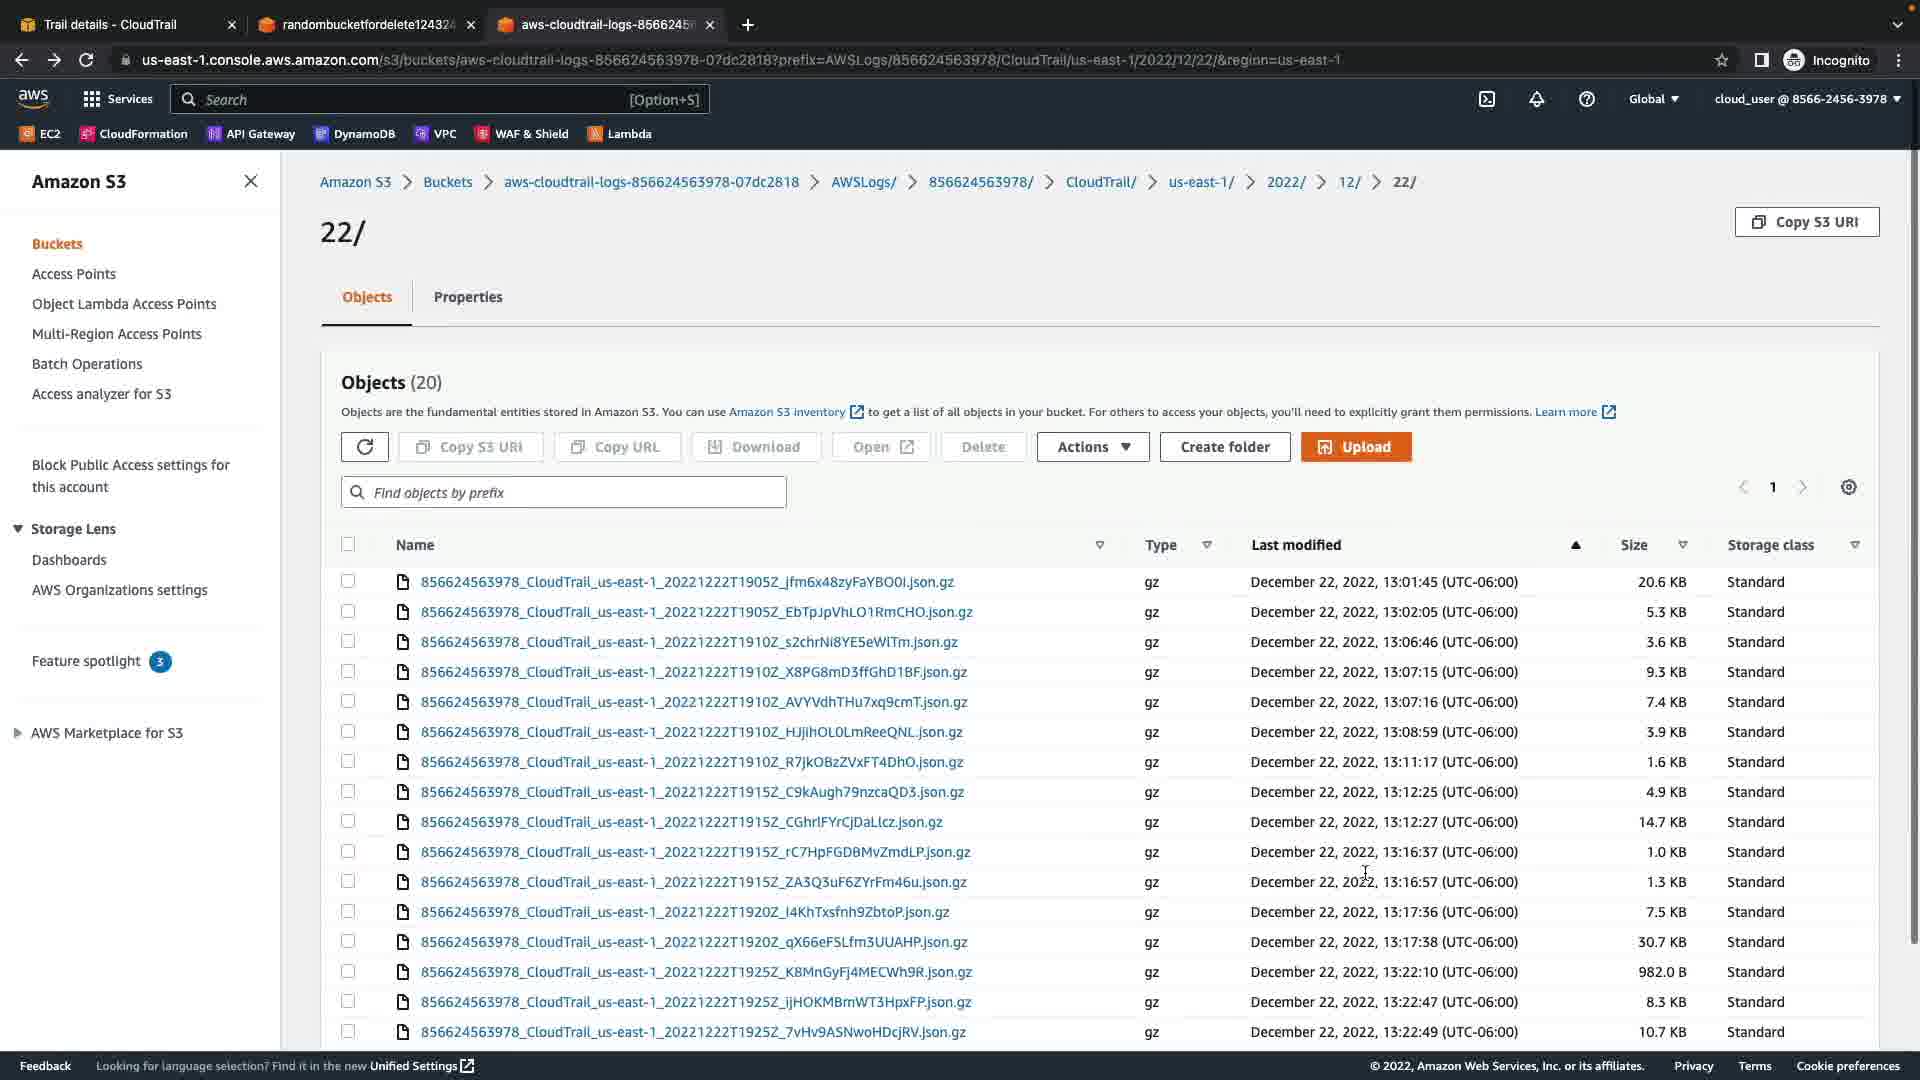 Trail details - CloudTrail
randombucketfordelete124324
aws-cloudtrail-logs-8566245
us-east-1.console.aws.amazon.com/s3/buckets/aws-cloudtrail-logs-856624563978-07dc2818?prefix=AWSLogs/856624563978/CloudTrail/us-east-1/2022/12/22/&region=us-east-1
Incognito
aws
Services
Search
[Option+S]
Global
cloud_user @ 8566-2456-3978
EC2
CloudFormation
API Gateway
DynamoDB
VPC
WAF & Shield
Lambda
Amazon S3
Buckets
Access Points
Object Lambda Access Points
Multi-Region Access Points
Batch Operations
Access analyzer for S3
Block Public Access settings for
this account
Storage Lens
Dashboards
AWS Organizations settings
Feature spotlight 3
AWS Marketplace for S3
Amazon S3 Buckets aws-cloudtrail-logs-856624563978-07dc2818 AWSLogs/ 856624563978/ CloudTrail/ us-east-1/ 2022/ 12/ 22/
22/
Copy S3 URI
Objects
Properties
Objects (20)
Objects are the fundamental entities stored in Amazon S3. You can use Amazon S3 inventory to get a list of all objects in your bucket. For others to access your objects, you'll need to explicitly grant them permissions. Learn more
Copy S3 URI
Copy URL
Download
Open
Delete
Actions
Create folder
Upload
Find objects by prefix
1
Name Type Last modified Size Storage class
856624563978_CloudTrail_us-east-1_20221222T1905Z_jfm6x48zyFaYBO0I.json.gz gz December 22, 2022, 13:01:45 (UTC-06:00) 20.6 KB Standard
856624563978_CloudTrail_us-east-1_20221222T1905Z_EbTpJpVhLO1RmCHO.json.gz gz December 22, 2022, 13:02:05 (UTC-06:00) 5.3 KB Standard
856624563978_CloudTrail_us-east-1_20221222T1910Z_s2chrNi8YE5eWlTm.json.gz gz December 22, 2022, 13:06:46 (UTC-06:00) 3.6 KB Standard
856624563978_CloudTrail_us-east-1_20221222T1910Z_X8PG8mD3ffGhD1BF.json.gz gz December 22, 2022, 13:07:15 (UTC-06:00) 9.3 KB Standard
856624563978_CloudTrail_us-east-1_20221222T1910Z_AVYVdhTHu7xq9cmT.json.gz gz December 22, 2022, 13:07:16 (UTC-06:00) 7.4 KB Standard
856624563978_CloudTrail_us-east-1_20221222T1910Z_HJjihOL0LmReeQNL.json.gz gz December 22, 2022, 13:08:59 (UTC-06:00) 3.9 KB Standard
856624563978_CloudTrail_us-east-1_20221222T1910Z_R7jkOBzZVxFT4DhO.json.gz gz December 22, 2022, 13:11:17 (UTC-06:00) 1.6 KB Standard
856624563978_CloudTrail_us-east-1_20221222T1915Z_C9kAugh79nzcaQD3.json.gz gz December 22, 2022, 13:12:25 (UTC-06:00) 4.9 KB Standard
856624563978_CloudTrail_us-east-1_20221222T1915Z_CGhrlFYrCjDaLlcz.json.gz gz December 22, 2022, 13:12:27 (UTC-06:00) 14.7 KB Standard
856624563978_CloudTrail_us-east-1_20221222T1915Z_rC7HpFGDBMvZmdLP.json.gz gz December 22, 2022, 13:16:37 (UTC-06:00) 1.0 KB Standard
856624563978_CloudTrail_us-east-1_20221222T1915Z_ZA3Q3uF6ZYrFm46u.json.gz gz December 22, 2022, 13:16:57 (UTC-06:00) 1.3 KB Standard
856624563978_CloudTrail_us-east-1_20221222T1920Z_I4KhTxsfnh9ZbtoP.json.gz gz December 22, 2022, 13:17:36 (UTC-06:00) 7.5 KB Standard
856624563978_CloudTrail_us-east-1_20221222T1920Z_qX66eFSLfm3UUAHP.json.gz gz December 22, 2022, 13:17:38 (UTC-06:00) 30.7 KB Standard
856624563978_CloudTrail_us-east-1_20221222T1925Z_K8MnGyFj4MECWh9R.json.gz gz December 22, 2022, 13:22:10 (UTC-06:00) 982.0 B Standard
856624563978_CloudTrail_us-east-1_20221222T1925Z_ijHOKMBmWT3HpxFP.json.gz gz December 22, 2022, 13:22:47 (UTC-06:00) 8.3 KB Standard
856624563978_CloudTrail_us-east-1_20221222T1925Z_7vHv9ASNwoHDcjRV.json.gz gz December 22, 2022, 13:22:49 (UTC-06:00) 10.7 KB Standard
Feedback
Looking for language selection? Find it in the new Unified Settings
© 2022, Amazon Web Services, Inc. or its affiliates.
Privacy
Terms
Cookie preferences